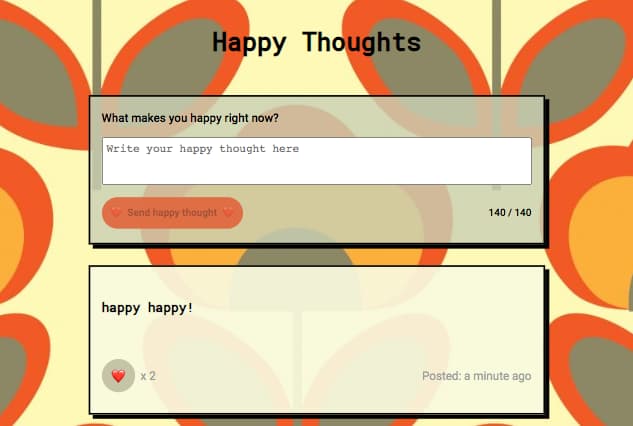 Happy Thoughts
What makes you happy right now?
Write your happy thought here
❤️ Send happy thought ❤️
140 / 140
happy happy!
❤️ x 2
Posted: a minute ago